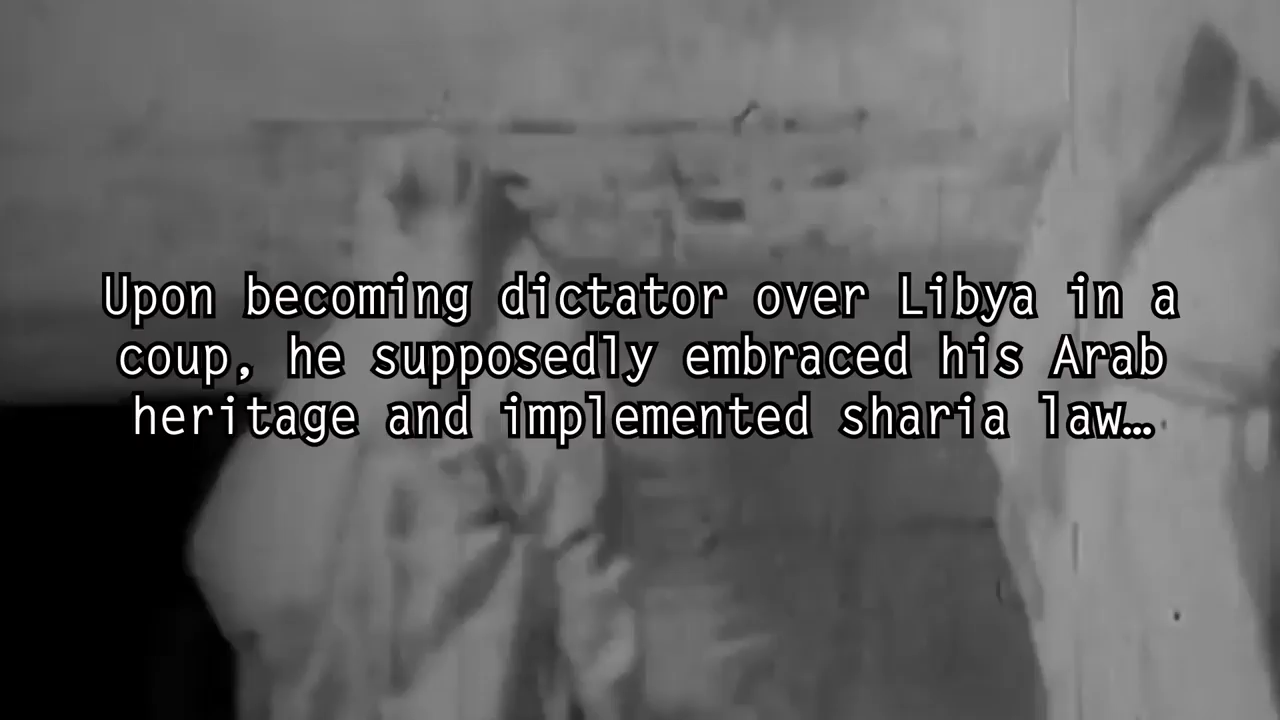 Upon becoming dictator over Libya in a
coup, he supposedly embraced his Arab
heritage and implemented sharia law…